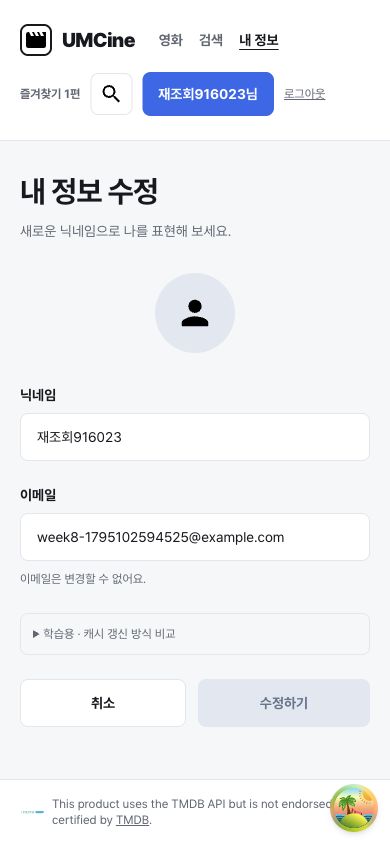 UMCine 영화 검색 내 정보
즐겨찾기 1편 재조회916023님 로그아웃
내 정보 수정
새로운 닉네임으로 나를 표현해 보세요.
닉네임
재조회916023
이메일
week8-1795102594525@example.com
이메일은 변경할 수 없어요.
▶ 학습용 · 캐시 갱신 방식 비교
취소 수정하기
This product uses the TMDB API but is not endorsed
certified by TMDB.